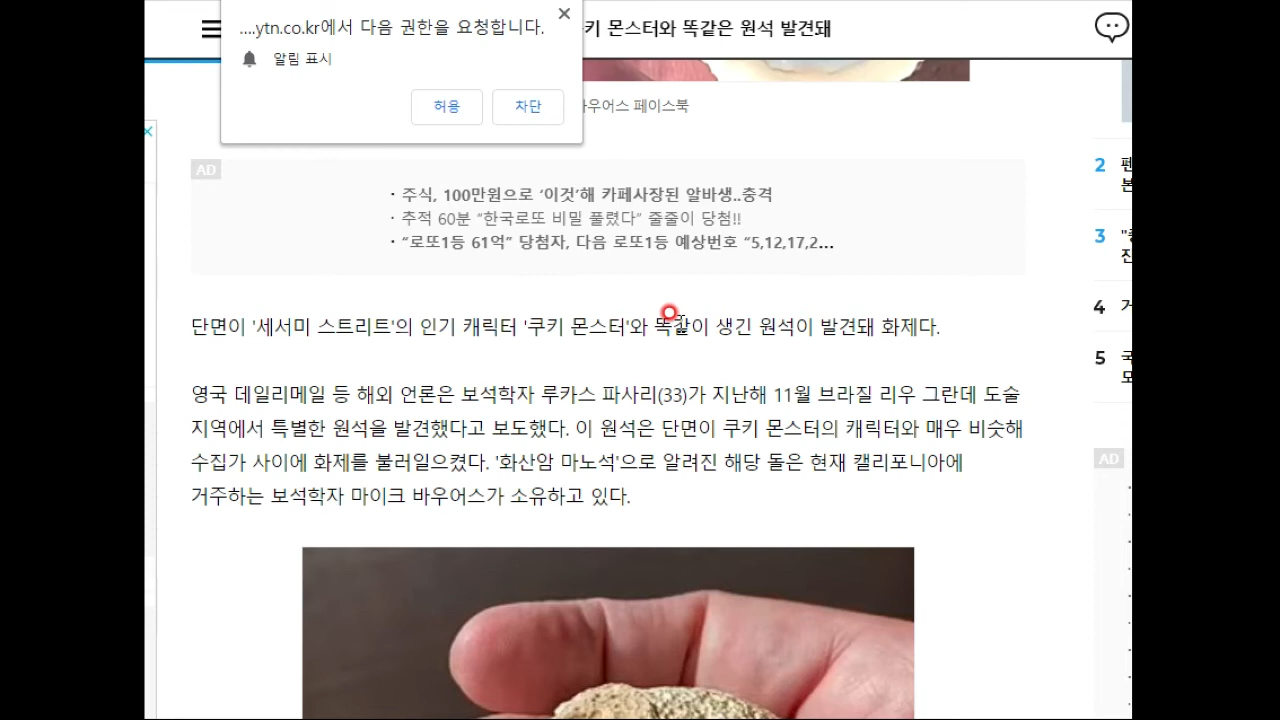 ....ytn.co.kr에서 다음 권한을 요청합니다.
알림 표시
허용
차단
키 몬스터와 똑같은 원석 발견돼
우어스 페이스북
AD
· 주식, 100만원으로 ‘이것’해 카페사장된 알바생..충격
· 추적 60분 “한국로또 비밀 풀렸다” 줄줄이 당첨!!
· “로또1등 61억” 당첨자, 다음 로또1등 예상번호 “5,12,17,2...
단면이 '세서미 스트리트'의 인기 캐릭터 '쿠키 몬스터'와 똑같이 생긴 원석이 발견돼 화제다.
영국 데일리메일 등 해외 언론은 보석학자 루카스 파사리(33)가 지난해 11월 브라질 리우 그란데 도술
지역에서 특별한 원석을 발견했다고 보도했다. 이 원석은 단면이 쿠키 몬스터의 캐릭터와 매우 비슷해
수집가 사이에 화제를 불러일으켰다. '화산암 마노석'으로 알려진 해당 돌은 현재 캘리포니아에
거주하는 보석학자 마이크 바우어스가 소유하고 있다.
2
3
4
5
AD